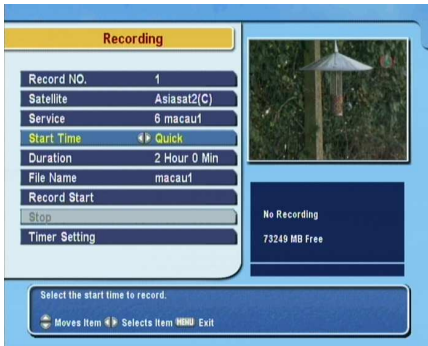 Recording
Record NO. 1
Satellite Asiasat2(C)
Service 6 macau1
Start Time Quick
Duration 2 Hour 0 Min
File Name macau1
Record Start
Stop
Timer Setting
No Recording
73249 MB Free
Select the start time to record.
Moves Item Selects Item MENU Exit